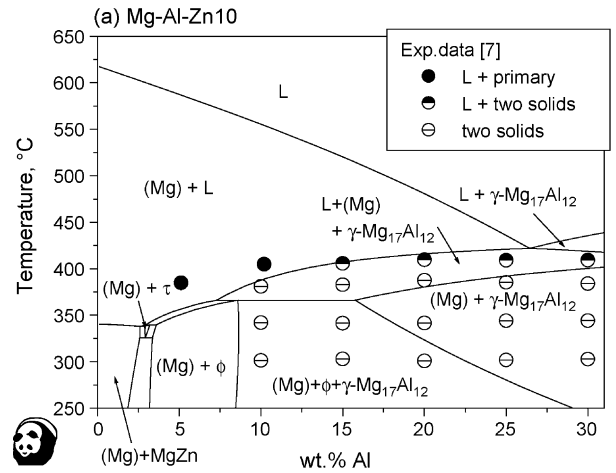 (a) Mg-Al-Zn10
650
600
550
500
450
400
350
300
250
Temperature, °C
0
5
10
15
20
25
30
wt.% Al
Exp.data [7]
L + primary
L + two solids
two solids
L
(Mg) + L
L+(Mg)
+ γ-Mg17Al12
L + γ-Mg17Al12
(Mg) + τ
(Mg) + γ-Mg17Al12
(Mg) + ϕ
(Mg)+ϕ+γ-Mg17Al12
(Mg)+MgZn